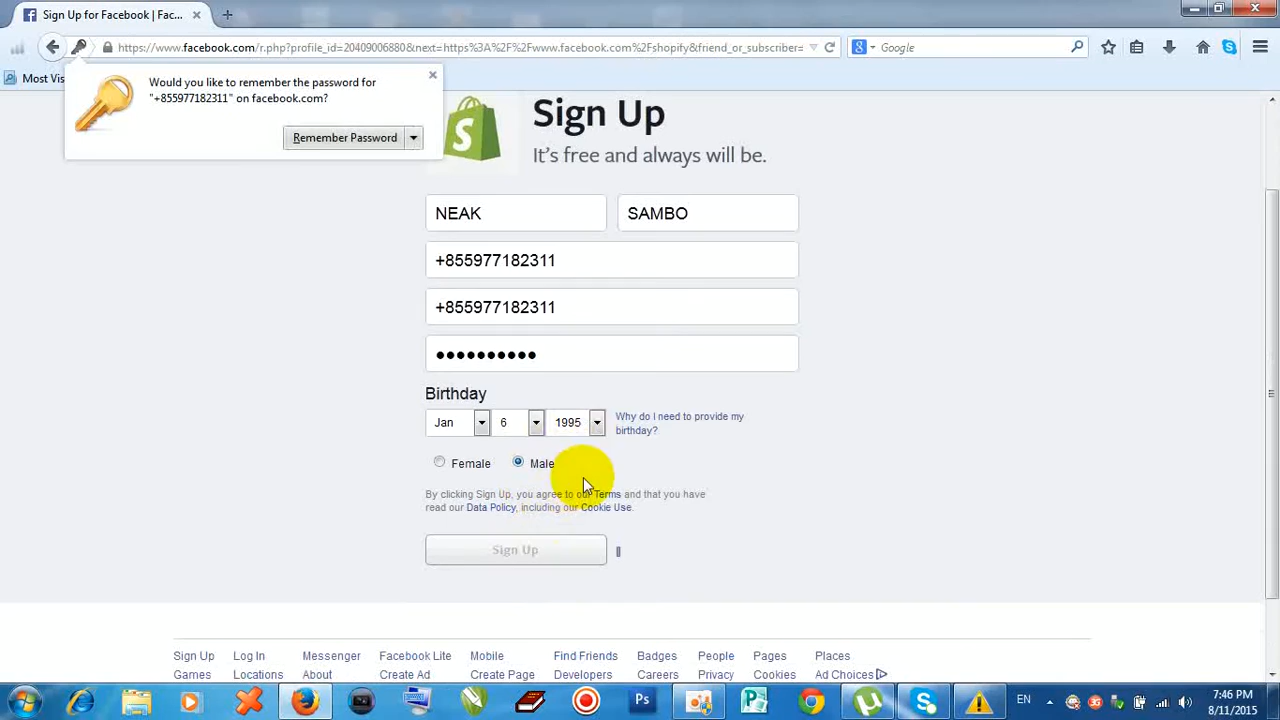 Sign Up for Facebook | Fac...
https://www.facebook.com/r.php?profile_id=20409006880&next=https%3A%2F%2Fwww.facebook.com%2Fshopify&friend_or_subscriber=
Google
Most Vis
Would you like to remember the password for
"+855977182311" on facebook.com?
Remember Password
Sign Up
It's free and always will be.
NEAK SAMBO
+855977182311
+855977182311
Birthday
Jan 6 1995
Why do I need to provide my
birthday?
Female Male
By clicking Sign Up, you agree to our Terms and that you have
read our Data Policy, including our Cookie Use.
Sign Up
Sign Up Log In Messenger Facebook Lite Mobile Find Friends Badges People Pages Places
Games Locations About Create Ad Create Page Developers Careers Privacy Cookies Ad Choices
EN
7:46 PM
8/11/2015